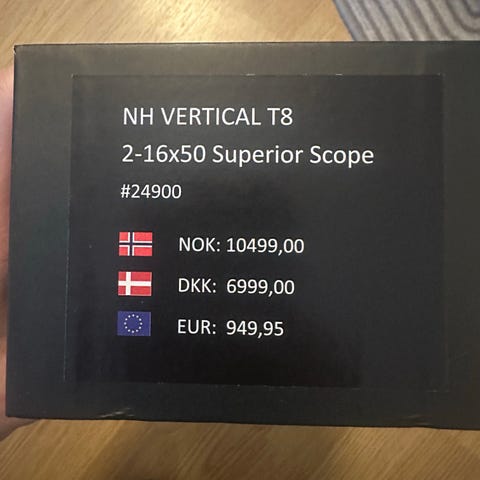 NH VERTICAL T8
2-16x50 Superior Scope
#24900
NOK: 10499,00
DKK: 6999,00
EUR: 949,95